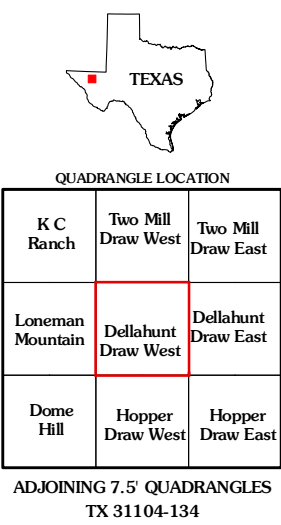 TEXAS
QUADRANGLE LOCATION
K C
Ranch
Two Mill
Draw West
Two Mill
Draw East
Loneman
Mountain
Dellahunt
Draw West
Dellahunt
Draw East
Dome
Hill
Hopper
Draw West
Hopper
Draw East
ADJOINING 7.5' QUADRANGLES
TX 31104-134